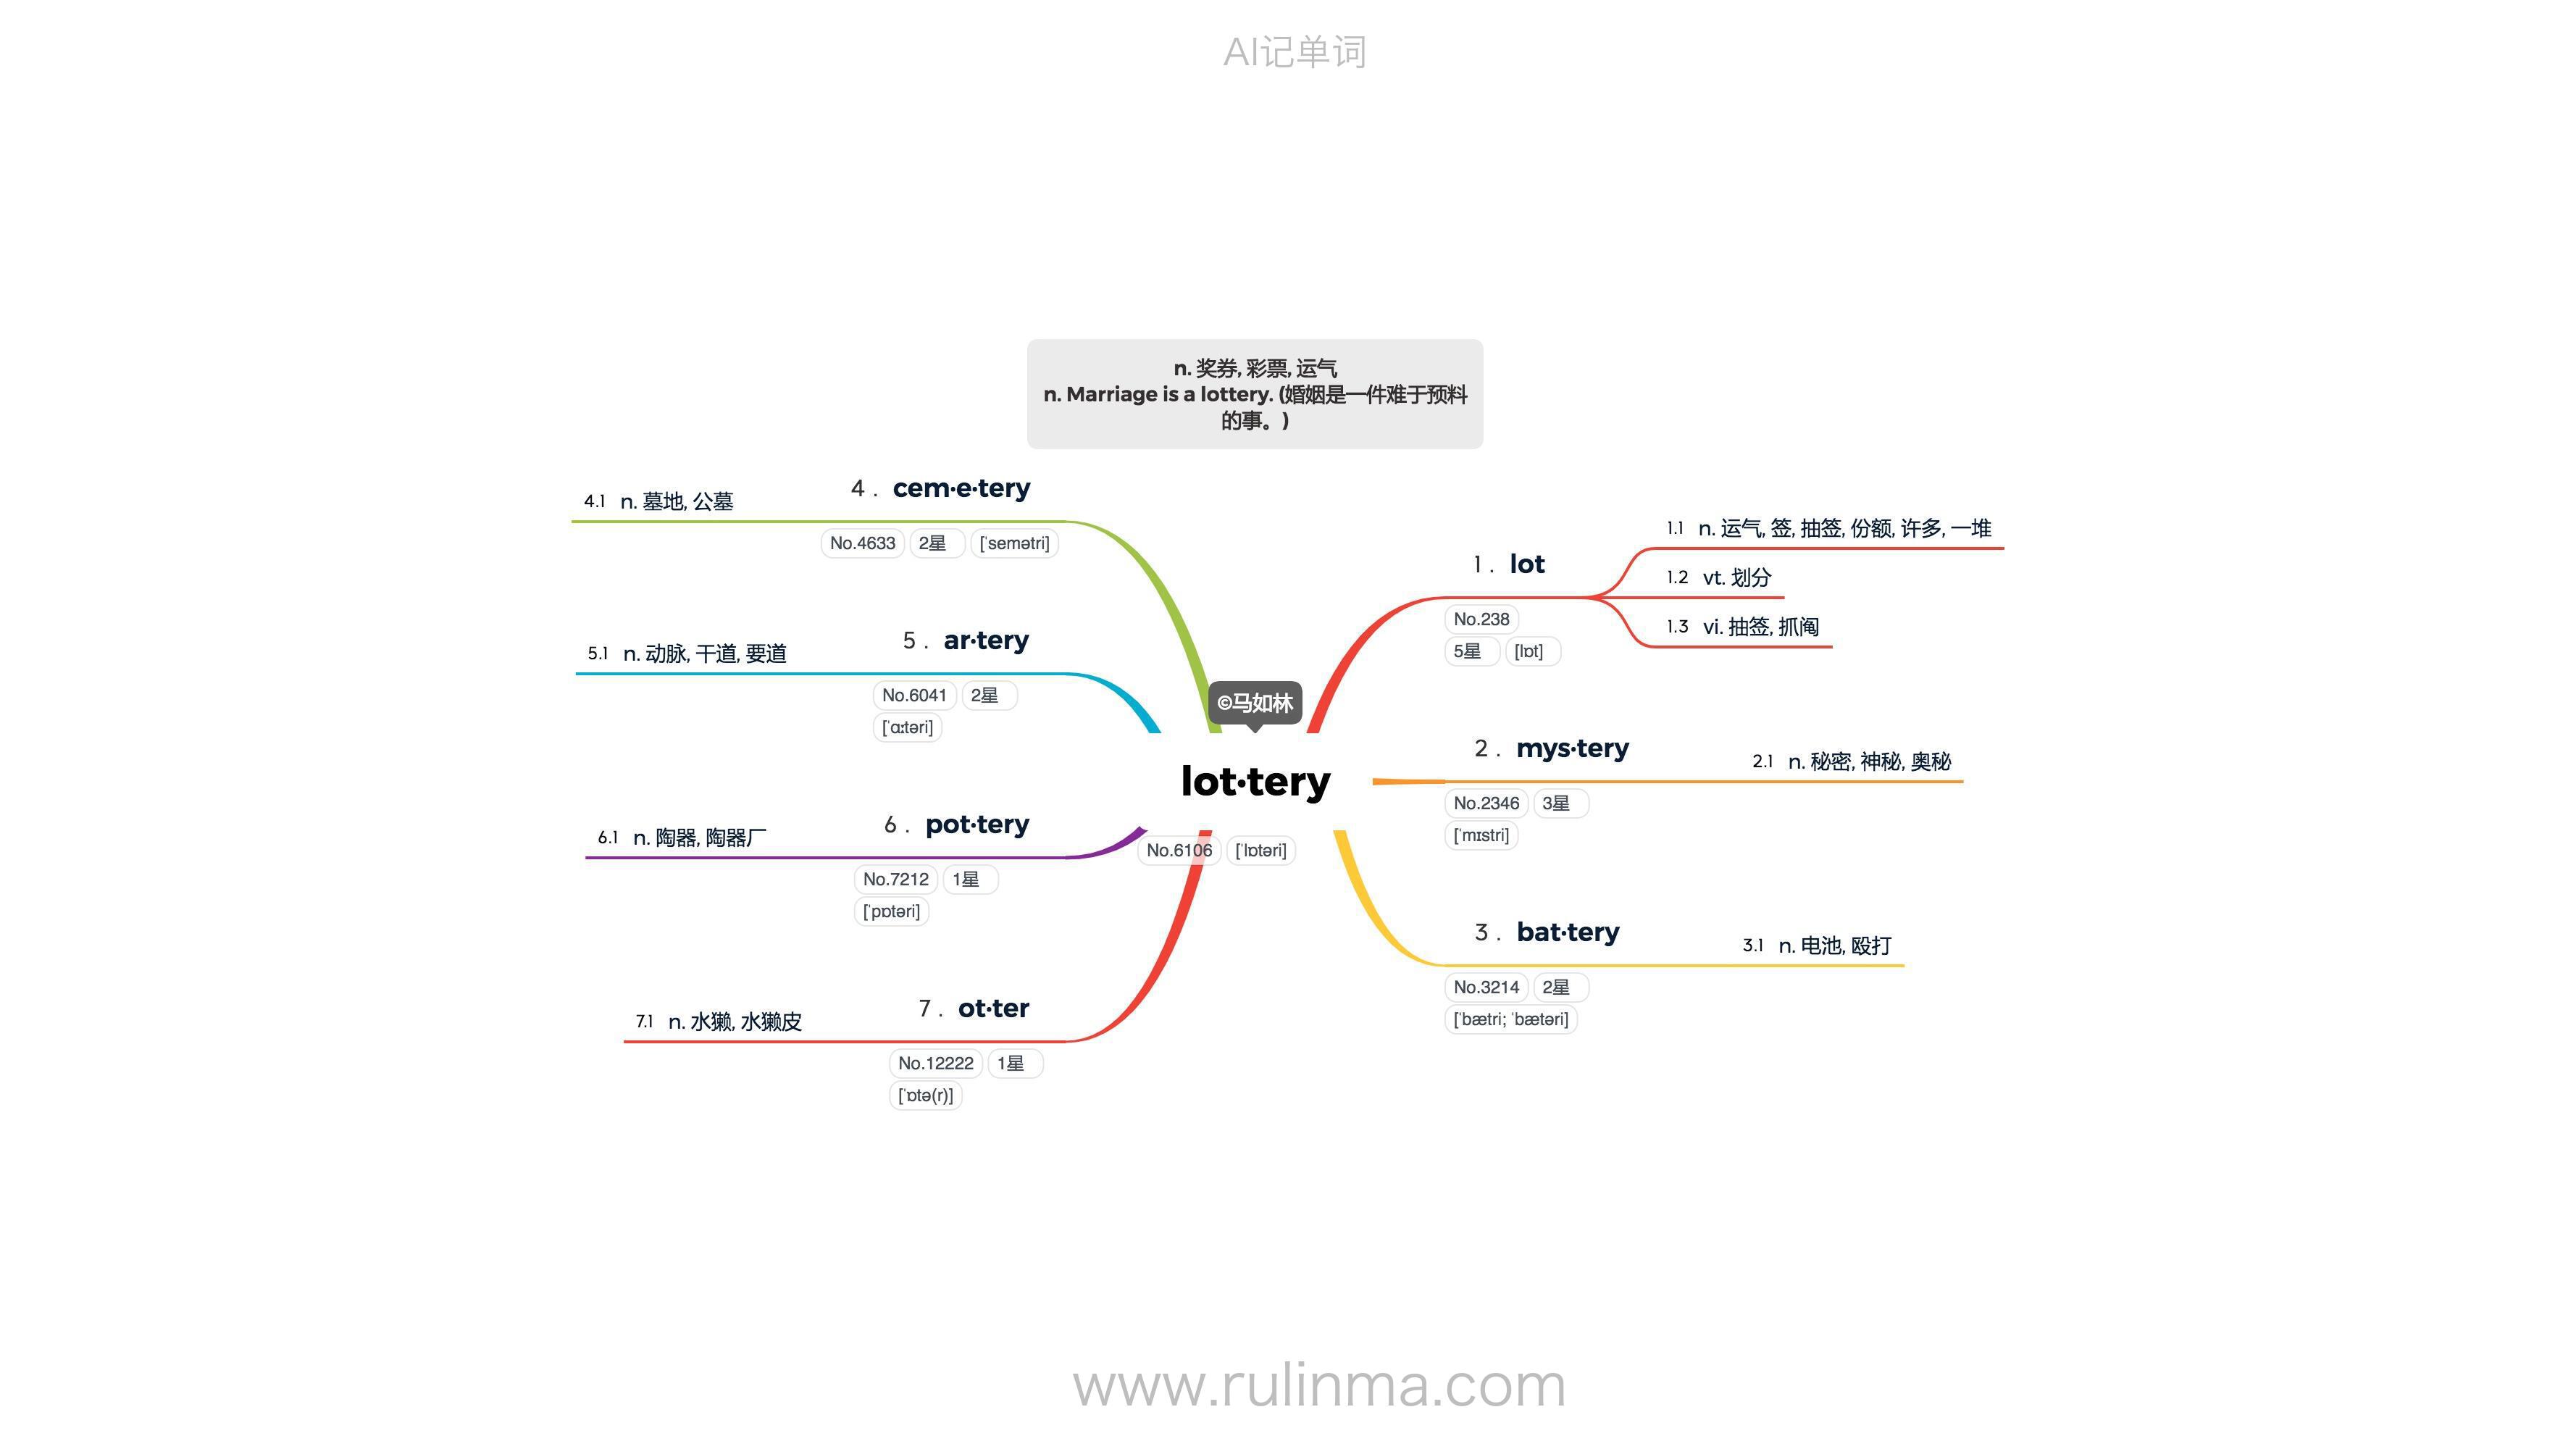 AI记单词
n. 奖券, 彩票, 运气
n. Marriage is a lottery. (婚姻是一件难于预料
的事。)
©马如林
lot·tery
No.6106 [ˈlɒtəri]
1 . lot
No.238
5星 [lɒt]
1.1 n. 运气, 签, 抽签, 份额, 许多, 一堆
1.2 vt. 划分
1.3 vi. 抽签, 抓阄
2 . mys·tery
No.2346 3星
[ˈmɪstri]
2.1 n. 秘密, 神秘, 奥秘
3 . bat·tery
No.3214 2星
[ˈbætri; ˈbætəri]
3.1 n. 电池, 殴打
4 . cem·e·tery
No.4633 2星 [ˈsemətri]
4.1 n. 墓地, 公墓
5 . ar·tery
No.6041 2星
[ˈɑːtəri]
5.1 n. 动脉, 干道, 要道
6 . pot·tery
No.7212 1星
[ˈpɒtəri]
6.1 n. 陶器, 陶器厂
7 . ot·ter
No.12222 1星
[ˈɒtə(r)]
7.1 n. 水獭, 水獭皮
www.rulinma.com